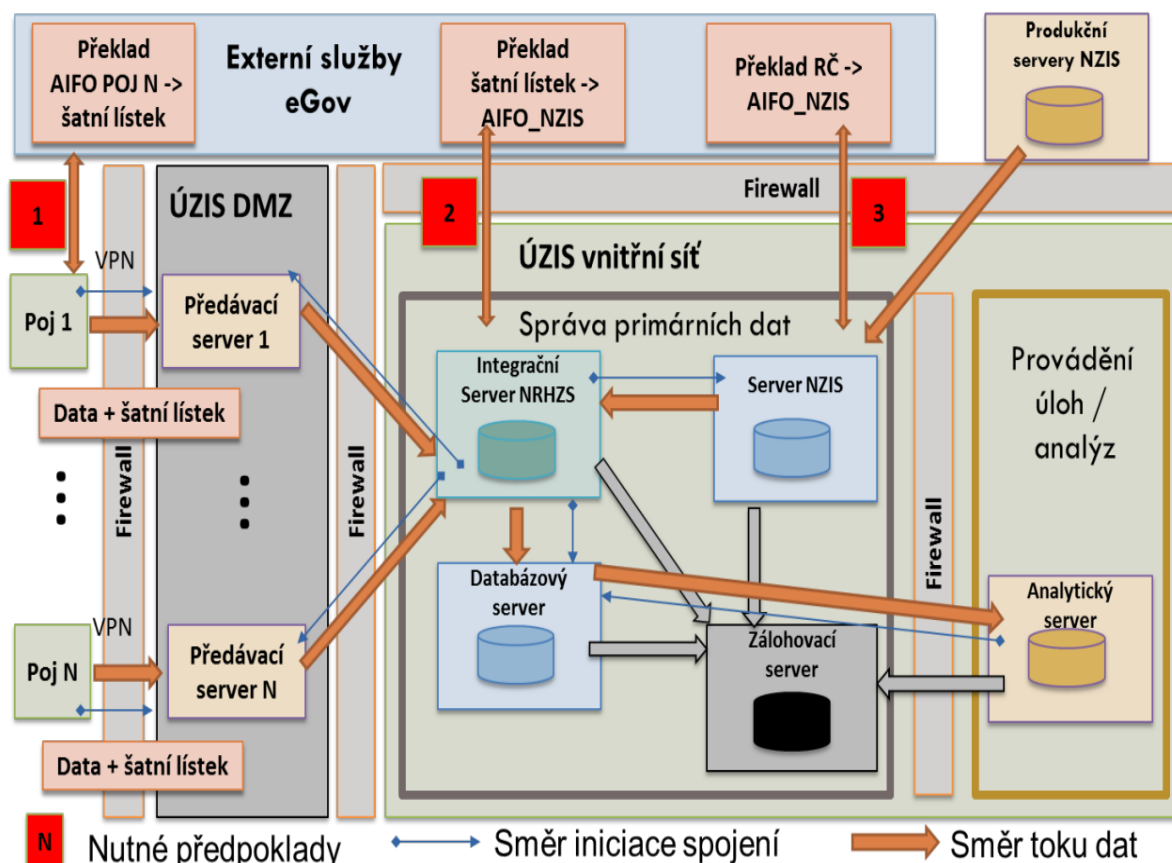 Překlad
AIFO POJ N ->
šatní lístek
Externí služby
eGov
Překlad
šatní lístek ->
AIFO_NZIS
Překlad RČ ->
AIFO_NZIS
Produkční
servery NZIS
Firewall
1
ÚZIS DMZ
2
3
VPN
ÚZIS vnitřní síť
Poj 1
Předávací
server 1
Správa primárních dat
Integrační
Server NRHZS
Server NZIS
Provádění
úloh /
analýz
Data + šatní lístek
...
...
Firewall
Firewall
Firewall
Databázový
server
Analytický
server
VPN
Poj N
Předávací
server N
Zálohovací
server
Data + šatní lístek
N
Nutné předpoklady
Směr iniciace spojení
Směr toku dat